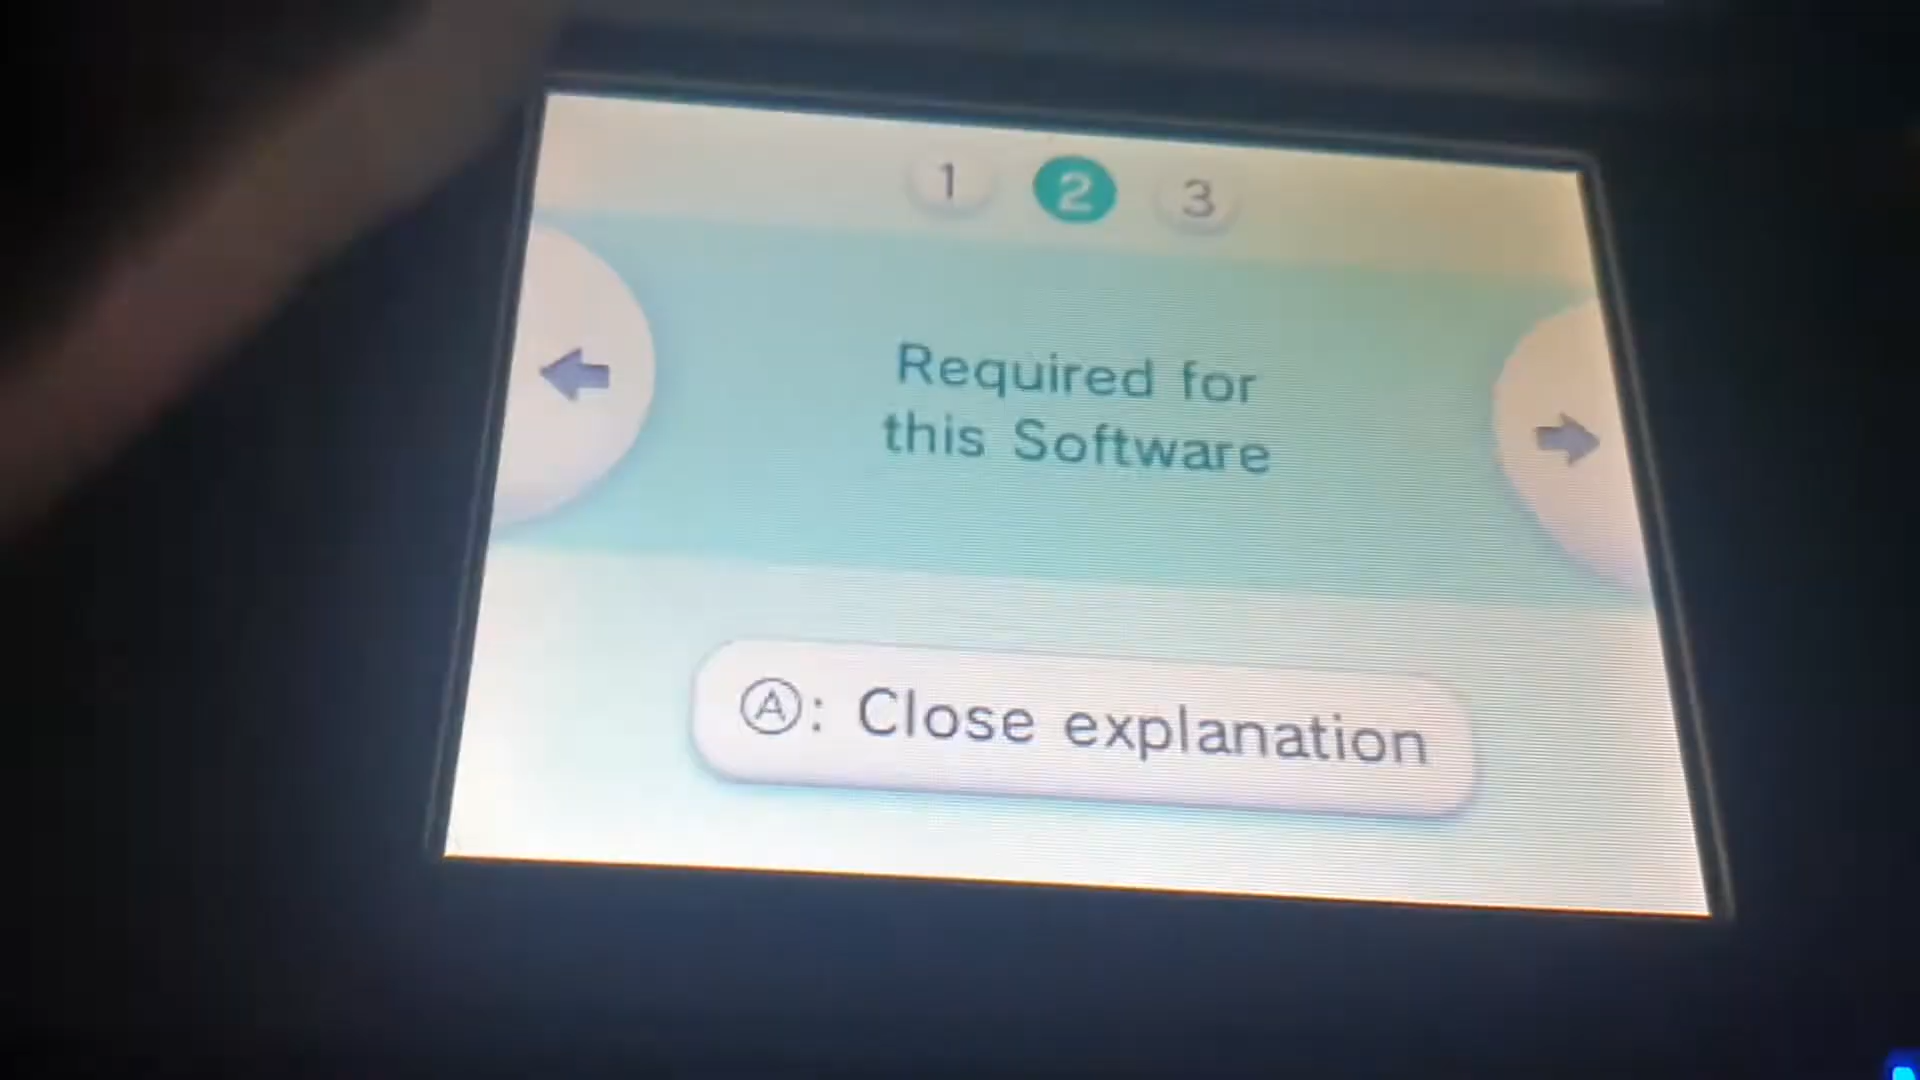 1 2 3
Required for
this Software
Ⓐ: Close explanation